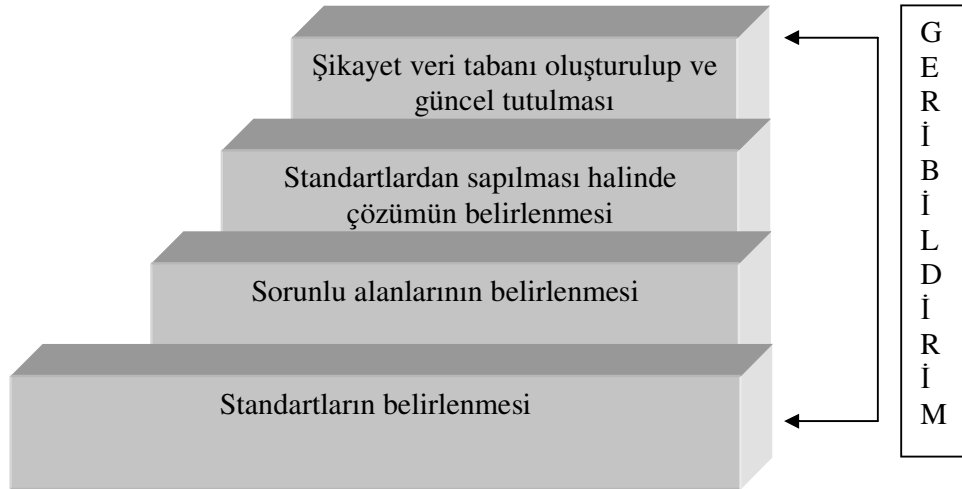 Şikayet veri tabanı oluşturulup ve
güncel tutulması
Standartlardan sapılması halinde
çözümün belirlenmesi
Sorunlu alanlarının belirlenmesi
Standartların belirlenmesi
G
E
R
İ
B
İ
L
D
İ
R
İ
M